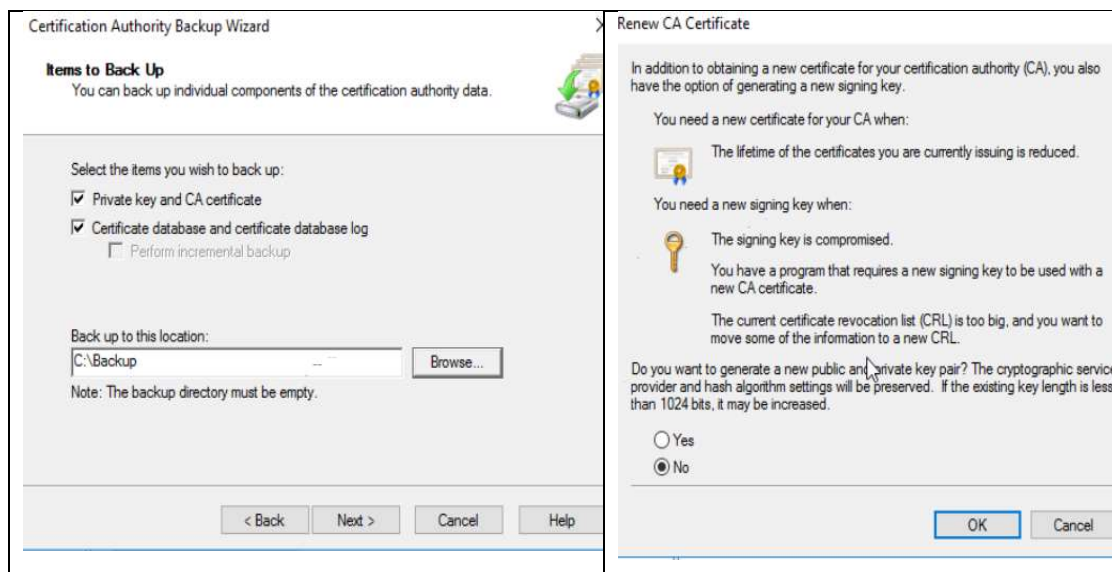 Certification Authority Backup Wizard
Items to Back Up
You can back up individual components of the certification authority data.
Select the items you wish to back up:
Private key and CA certificate
Certificate database and certificate database log
Perform incremental backup
Back up to this location:
C:\Backup
Browse...
Note: The backup directory must be empty.
< Back
Next >
Cancel
Help
Renew CA Certificate
In addition to obtaining a new certificate for your certification authority (CA), you also
have the option of generating a new signing key.
You need a new certificate for your CA when:
The lifetime of the certificates you are currently issuing is reduced.
You need a new signing key when:
The signing key is compromised.
You have a program that requires a new signing key to be used with a
new CA certificate.
The current certificate revocation list (CRL) is too big, and you want to
move some of the information to a new CRL.
Do you want to generate a new public and private key pair? The cryptographic service
provider and hash algorithm settings will be preserved. If the existing key length is less
than 1024 bits, it may be increased.
Yes
No
OK
Cancel